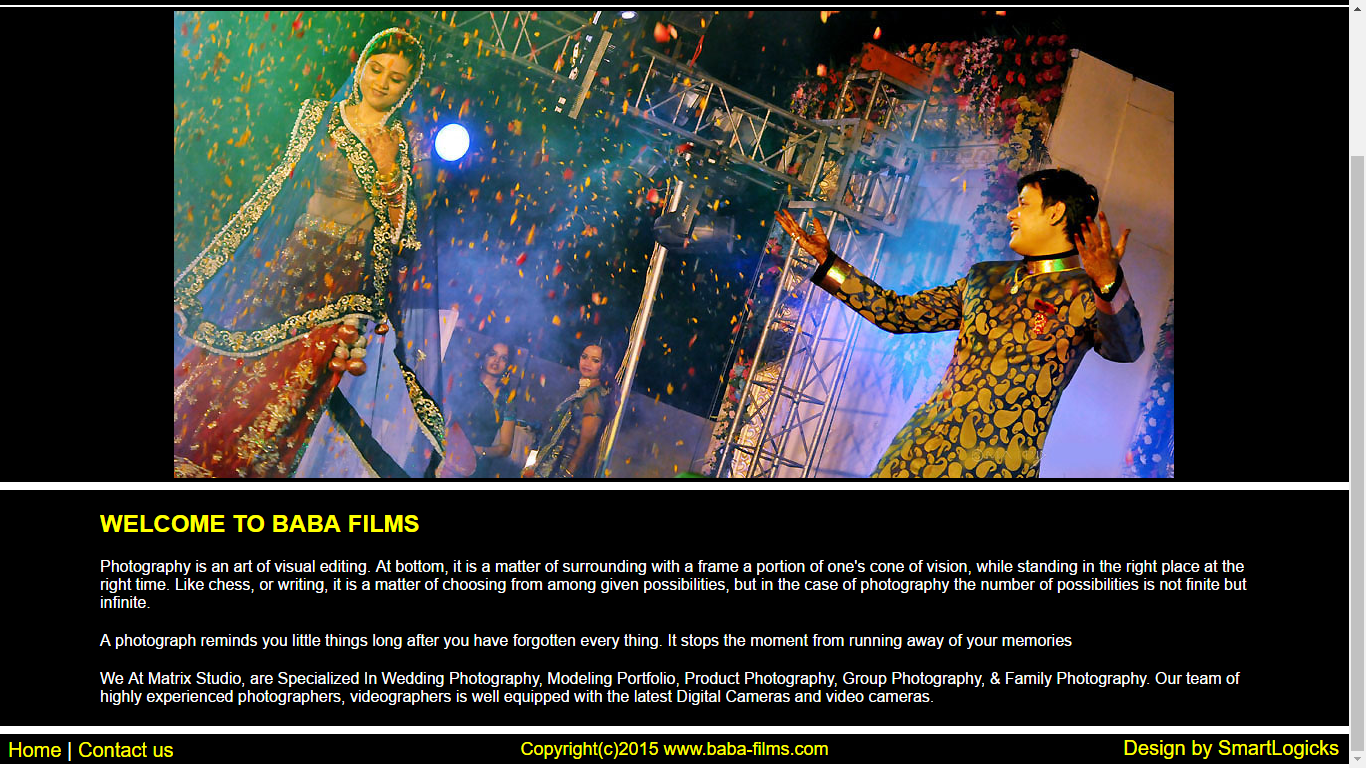 WELCOME TO BABA FILMS
Photography is an art of visual editing. At bottom, it is a matter of surrounding with a frame a portion of one's cone of vision, while standing in the right place at the
right time. Like chess, or writing, it is a matter of choosing from among given possibilities, but in the case of photography the number of possibilities is not finite but
infinite.
A photograph reminds you little things long after you have forgotten every thing. It stops the moment from running away of your memories
We At Matrix Studio, are Specialized In Wedding Photography, Modeling Portfolio, Product Photography, Group Photography, & Family Photography. Our team of
highly experienced photographers, videographers is well equipped with the latest Digital Cameras and video cameras.
Home | Contact us
Copyright(c)2015 www.baba-films.com
Design by SmartLogicks